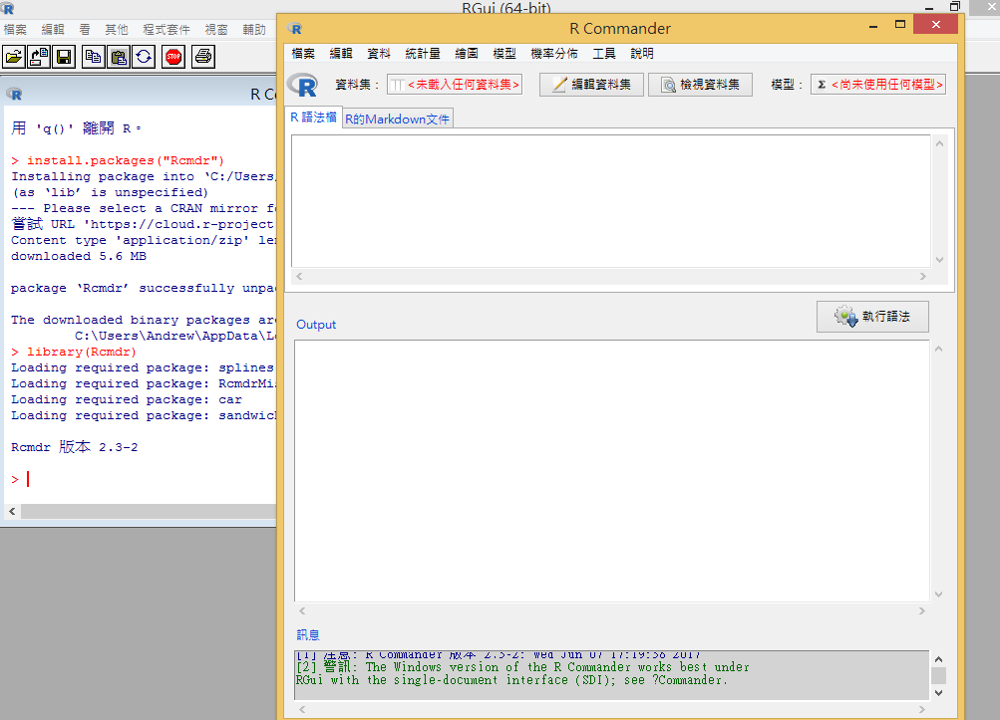 RGui (64-bit)
檔案 編輯 看 其他 程式套件 視窗 輔助
STOP
用 'q()' 離開 R。
> install.packages("Rcmdr")
Installing package into ‘C:/Users/
(as ‘lib’ is unspecified)
--- Please select a CRAN mirror fo
嘗試 URL 'https://cloud.r-project
Content type 'application/zip' len
downloaded 5.6 MB
package ‘Rcmdr’ successfully unpa
The downloaded binary packages are
C:\Users\Andrew\AppData\Lo
> library(Rcmdr)
Loading required package: splines
Loading required package: RcmdrMis
Loading required package: car
Loading required package: sandwich
Rcmdr 版本 2.3-2
>
R Commander
檔案 編輯 資料 統計量 繪圖 模型 機率分佈 工具 說明
資料集: <未載入任何資料集> 編輯資料集 檢視資料集 模型: Σ <尚未使用任何模型>
R 語法檔 R的Markdown文件
Output
執行語法
訊息
[1] 注意: R Commander 版本 2.3-2: Wed Jun 07 17:19:58 2017
[2] 警訊: The Windows version of the R Commander works best under
RGui with the single-document interface (SDI); see ?Commander.